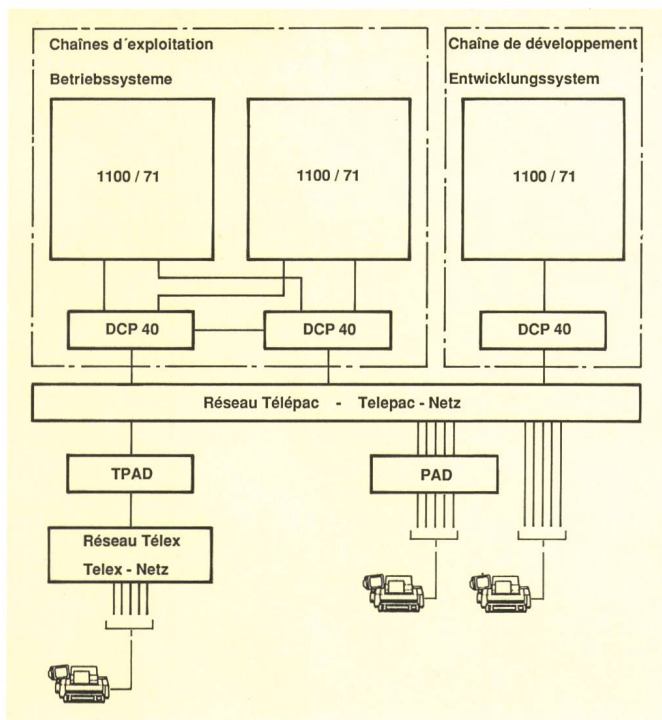 Chaînes d´exploitation
Betriebssysteme
1100 / 71
1100 / 71
DCP 40
DCP 40
Chaîne de développement
Entwicklungssystem
1100 / 71
DCP 40
Réseau Télépac - Telepac - Netz
TPAD
PAD
Réseau Télex
Telex - Netz